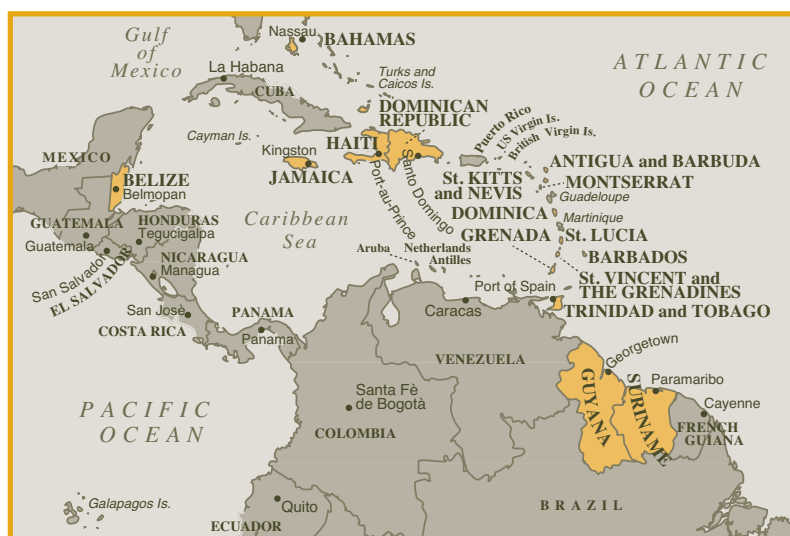 Gulf
of
Mexico
Nassau
BAHAMAS
ATLANTIC
OCEAN
La Habana
CUBA
Turks and
Caicos Is.
DOMINICAN
REPUBLIC
Cayman Is.
Kingston
JAMAICA
HAITI
Port-au-Prince
Santo Domingo
Puerto Rico
US Virgin Is.
British Virgin Is.
MEXICO
BELIZE
Belmopan
St. KITTS
and NEVIS
ANTIGUA and BARBUDA
MONTSERRAT
Guadeloupe
DOMINICA
Martinique
GRENADA
St. LUCIA
BARBADOS
St. VINCENT and
THE GRENADINES
TRINIDAD and TOBAGO
Port of Spain
Caribbean
Sea
Aruba
Netherlands
Antilles
GUATEMALA
Guatemala
HONDURAS
Tegucigalpa
San Salvador
EL SALVADOR
NICARAGUA
Managua
San Josè
COSTA RICA
PANAMA
Panama
Caracas
VENEZUELA
Georgetown
GUYANA
Paramaribo
SURINAME
Cayenne
FRENCH
GUIANA
PACIFIC
OCEAN
Santa Fè
de Bogotà
COLOMBIA
Galapagos Is.
Quito
ECUADOR
BRAZIL